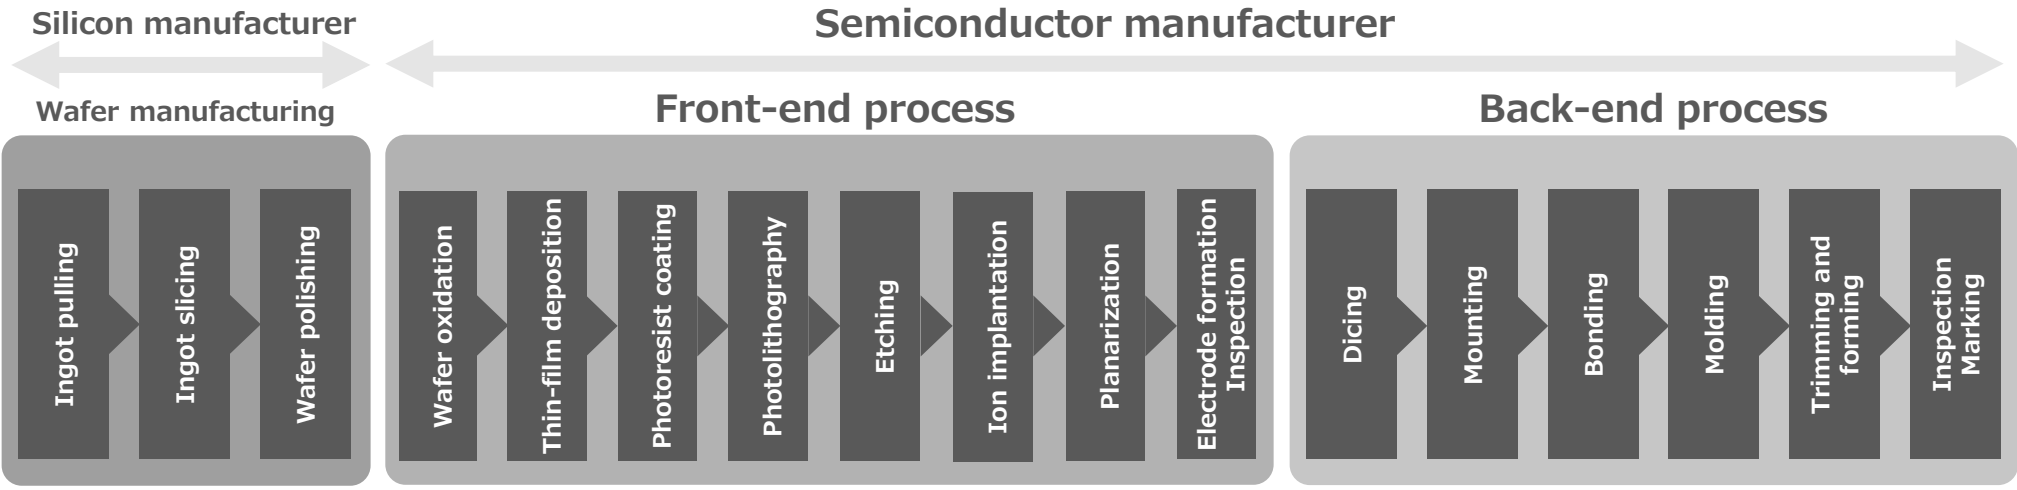 Silicon manufacturer
Semiconductor manufacturer
Wafer manufacturing
Front-end process
Back-end process
Ingot pulling
Ingot slicing
Wafer polishing
Wafer oxidation
Thin-film deposition
Photoresist coating
Photolithography
Etching
Ion implantation
Planarization
Electrode formation
Inspection
Dicing
Mounting
Bonding
Molding
Trimming and
forming
Inspection
Marking